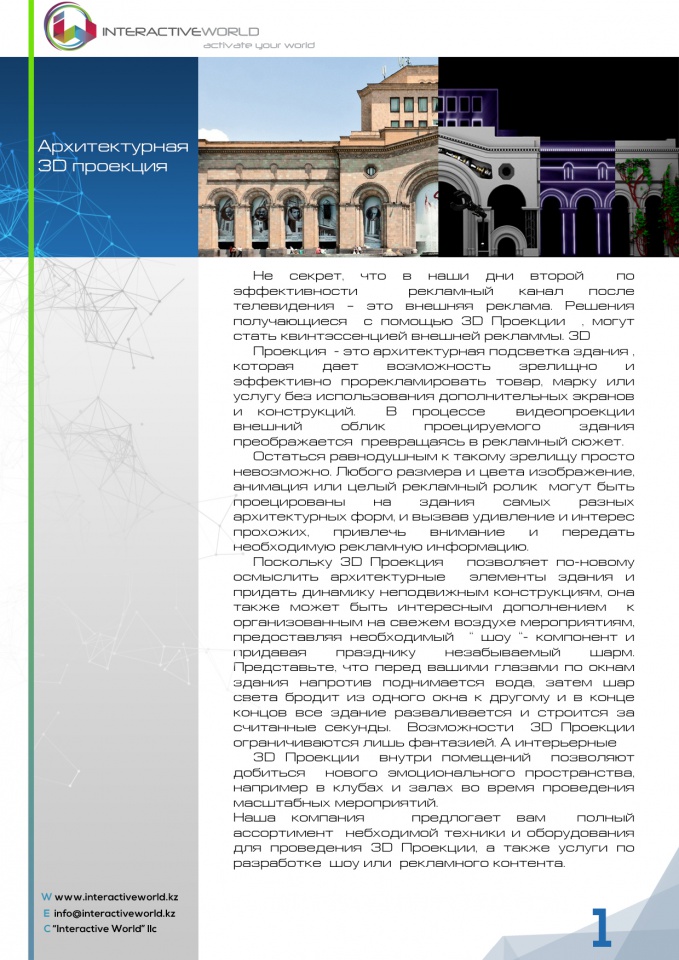 INTERACTIVEWORLD
activate your world
Архитектурная
3D проекция
Не секрет, что в наши дни второй по
эффективности рекламный канал после
телевидения – это внешняя реклама. Решения
получающиеся с помощью 3D Проекции , могут
стать квинтэссенцией внешней рекламмы. 3D
Проекция - это архитектурная подсветка здания ,
которая дает возможность зрелищно и
эффективно прорекламировать товар, марку или
услугу без использования дополнительных экранов
и конструкций. В процессе видеопроекции
внешний облик проецируемого здания
преображается превращаясь в рекламный сюжет.
Остаться равнодушным к такому зрелищу просто
невозможно. Любого размера и цвета изображение,
анимация или целый рекламный ролик могут быть
проецированы на здания самых разных
архитектурных форм, и вызвав удивление и интерес
прохожих, привлечь внимание и передать
необходимую рекламную информацию.
Поскольку 3D Проекция позволяет по-новому
осмыслить архитектурные элементы здания и
придать динамику неподвижным конструкциям, она
также может быть интересным дополнением к
организованным на свежем воздухе мероприятиям,
предоставляя необходимый “ шоу “- компонент и
придавая празднику незабываемый шарм.
Представьте, что перед вашими глазами по окнам
здания напротив поднимается вода, затем шар
света бродит из одного окна к другому и в конце
концов все здание разваливается и строится за
считанные секунды. Возможности 3D Проекции
ограничиваются лишь фантазией. А интерьерные
3D Проекции внутри помещений позволяют
добиться нового эмоционального пространства,
например в клубах и залах во время проведения
масштабных мероприятий.
Наша компания предлогает вам полный
ассортимент небходимой техники и оборудования
для проведения 3D Проекции, а также услуги по
разработке шоу или рекламного контента.
W www.interactiveworld.kz
E info@interactiveworld.kz
C “Interactive World” llc
1